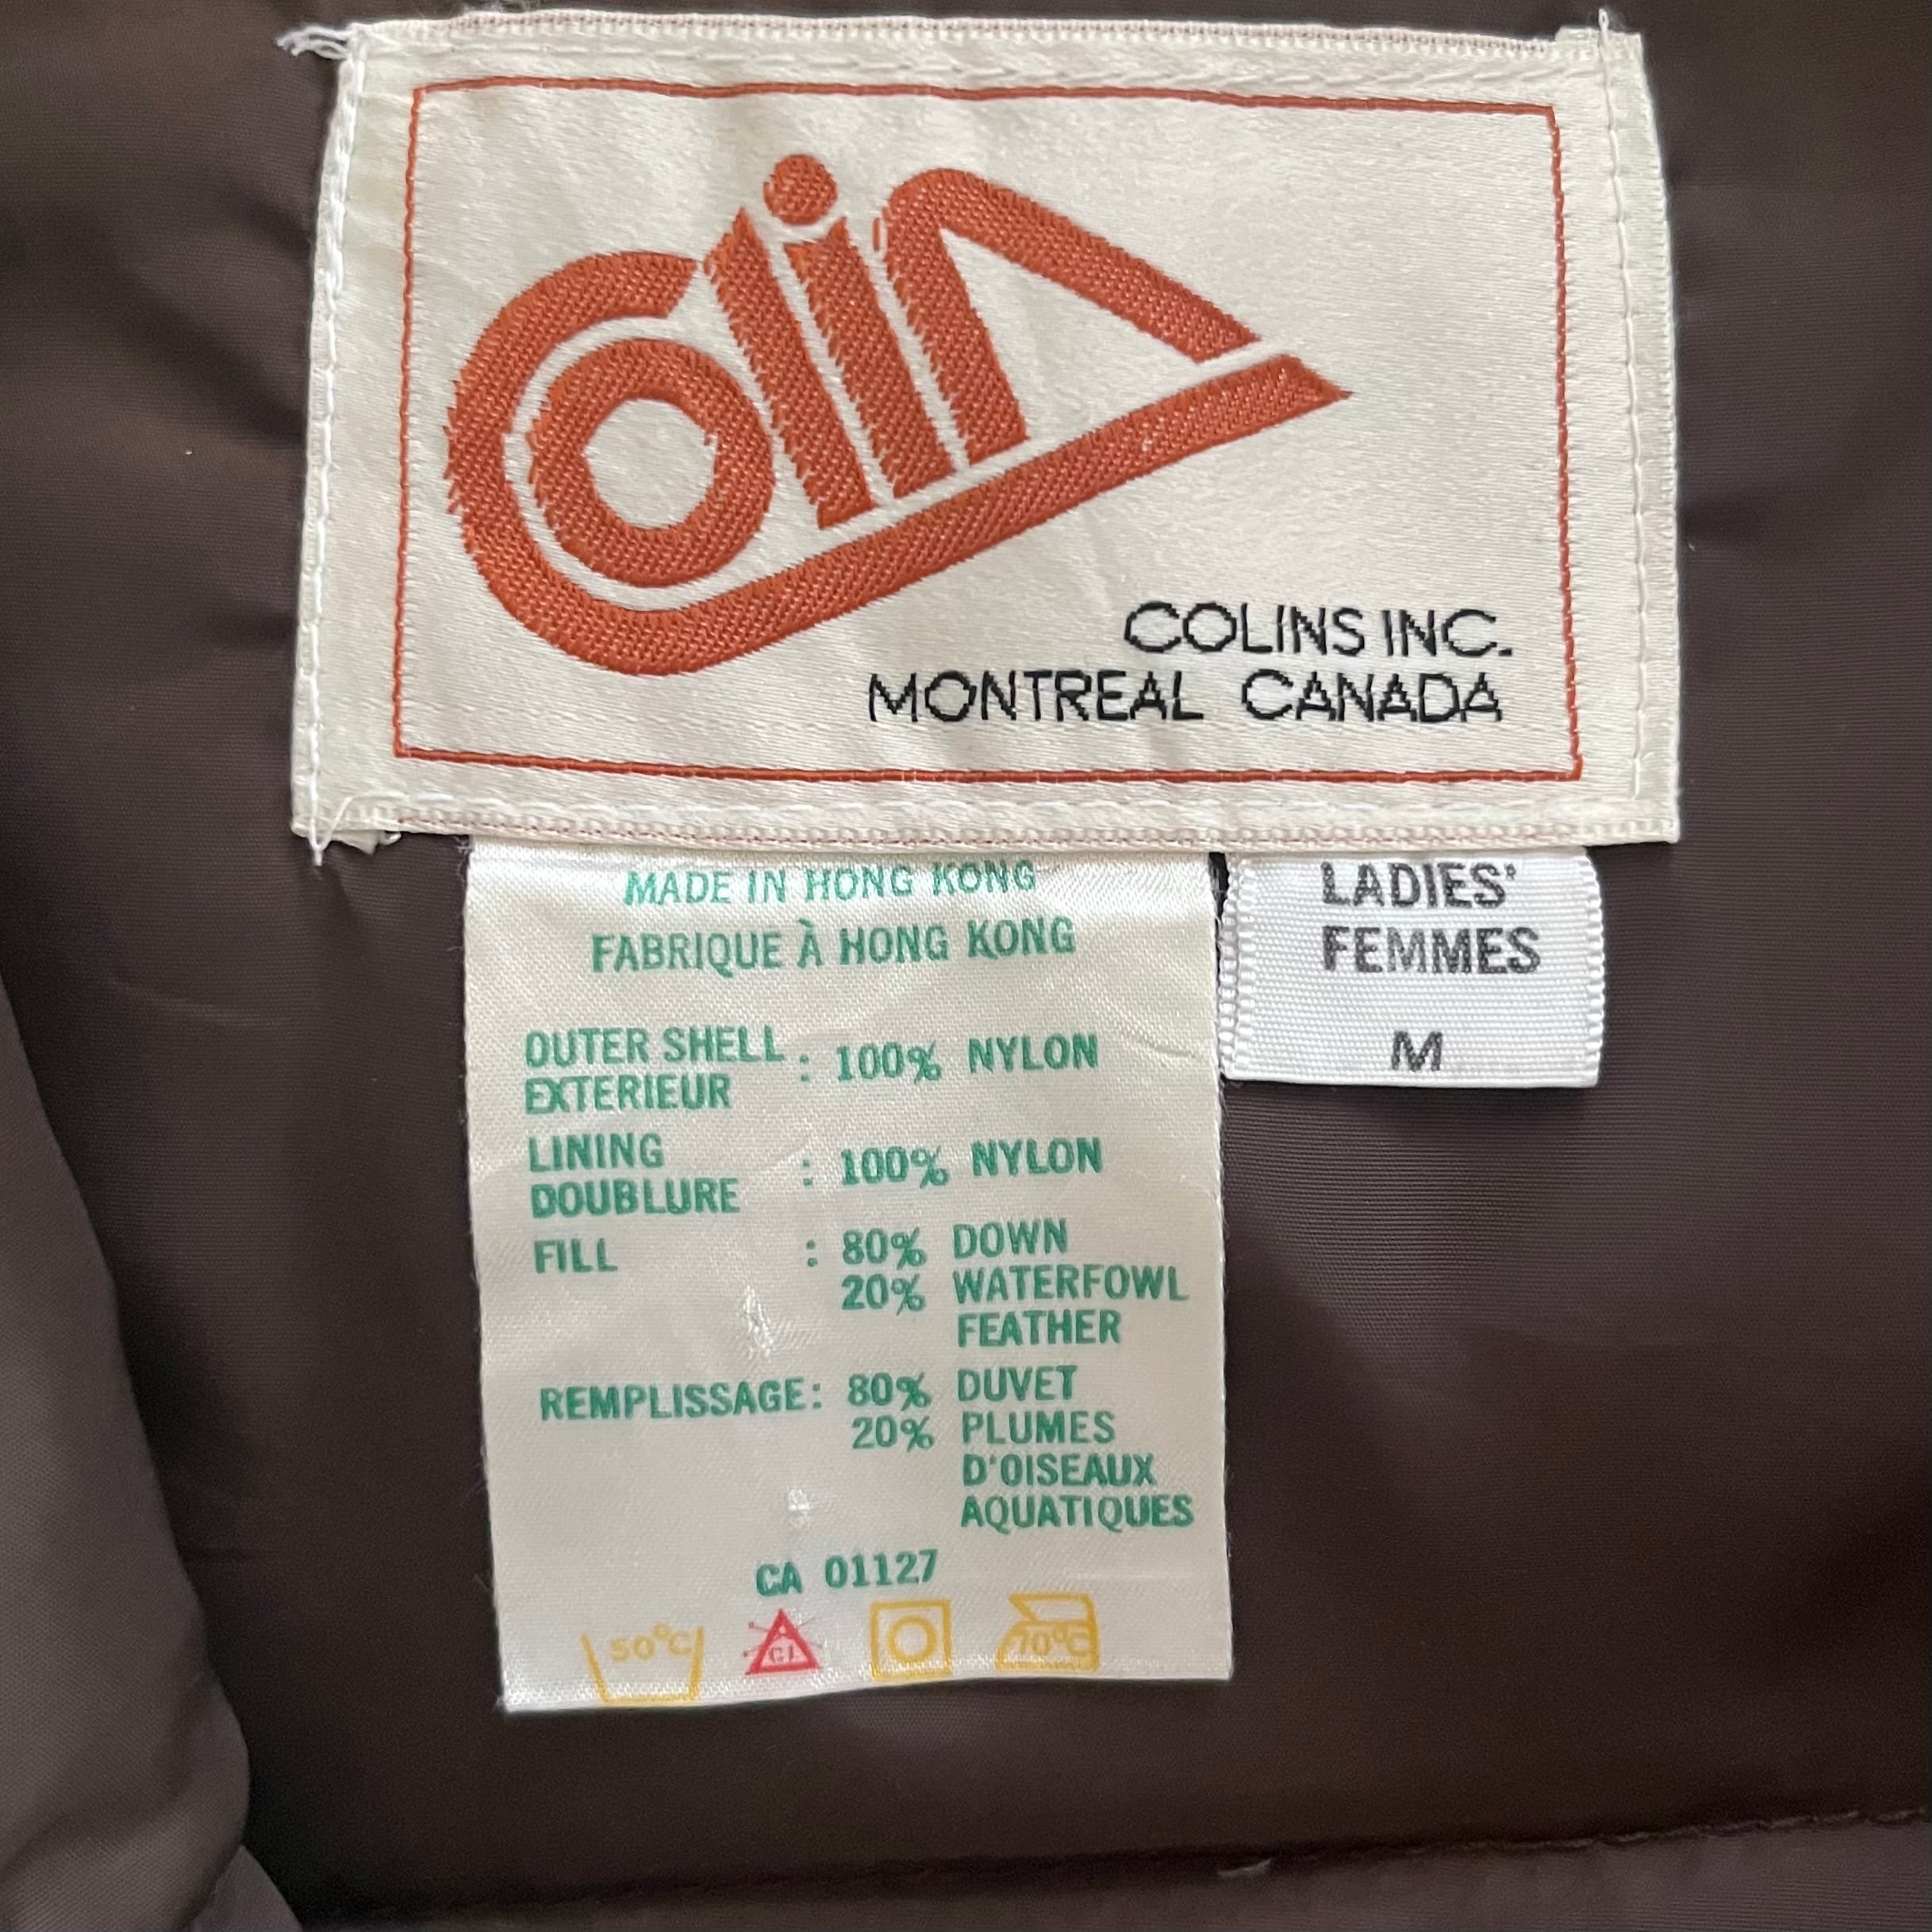 Colin
COLINS INC.
MONTREAL CANADA
MADE IN HONG KONG
FABRIQUE À HONG KONG
OUTER SHELL
EXTERIEUR : 100% NYLON
LINING
DOUBLURE : 100% NYLON
FILL : 80% DOWN
20% WATERFOWL
FEATHER
REMPLISSAGE: 80% DUVET
20% PLUMES
D'OISEAUX
AQUATIQUES
CA 01127
50°C
CL
70°C
LADIES'
FEMMES
M